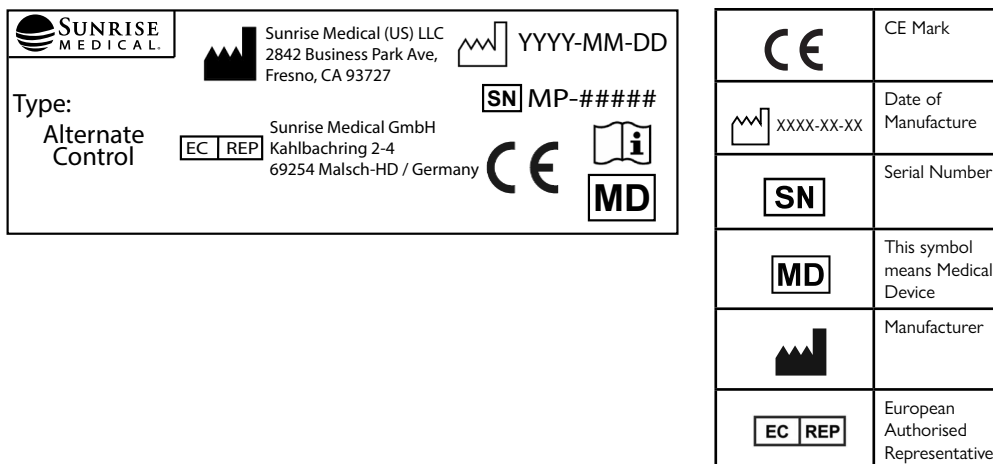 SUNRISE
MEDICAL.
Type:
Alternate
Control
Sunrise Medical (US) LLC
2842 Business Park Ave,
Fresno, CA 93727
YYYY-MM-DD
SN MP-#####
EC REP
Sunrise Medical GmbH
Kahlbachring 2-4
69254 Malsch-HD / Germany
CE
i
MD
CE
CE Mark
XXXX-XX-XX
Date of
Manufacture
SN
Serial Number
MD
This symbol
means Medical
Device
Manufacturer
EC REP
European
Authorised
Representative